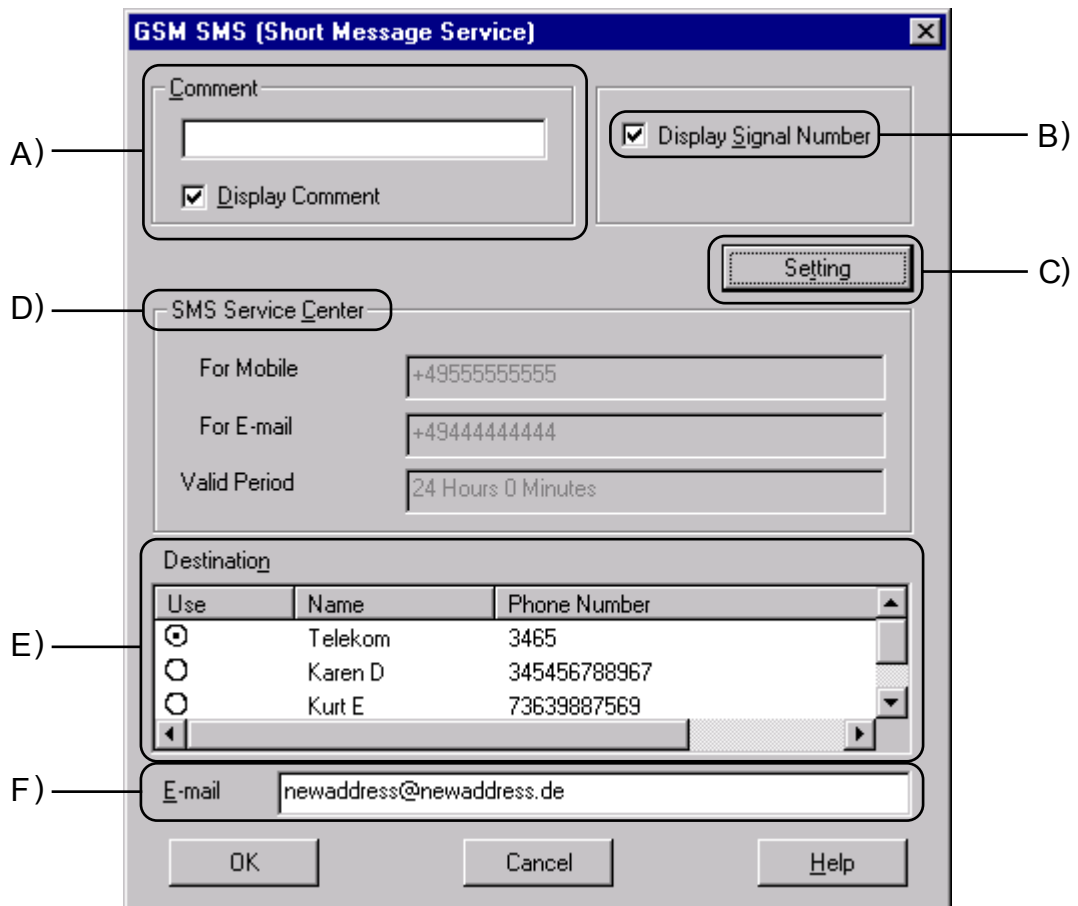 GSM SMS (Short Message Service)
Comment
A)
Display Signal Number
B)
Display Comment
Setting
C)
D)
SMS Service Center
For Mobile
+49555555555
For E-mail
+49444444444
Valid Period
24 Hours 0 Minutes
Destination
Use Name Phone Number
E)
Telekom 3465
Karen D 345456788967
Kurt E 73639887569
F)
E-mail newaddress@newaddress.de
OK Cancel Help